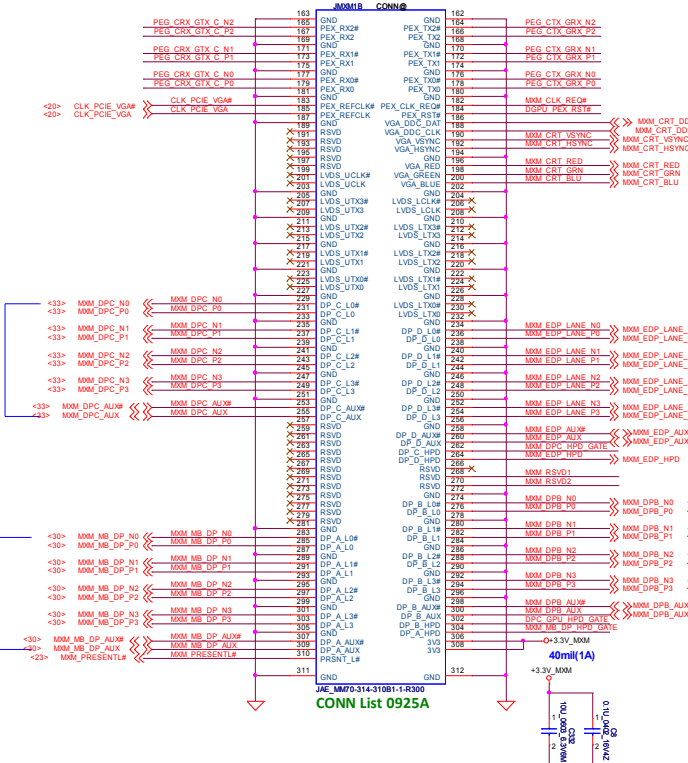 JMXM1B CONN@
163 GND GND 162
PEG_CRX_GTX_C_N2 165 PEX_RX2# PEX_TX2# 164 PEG_CTX_GRX_N2
PEG_CRX_GTX_C_P2 167 PEX_RX2 PEX_TX2 166 PEG_CTX_GRX_P2
169 GND GND 168
PEG_CRX_GTX_C_N1 171 PEX_RX1# PEX_TX1# 170 PEG_CTX_GRX_N1
PEG_CRX_GTX_C_P1 173 PEX_RX1 PEX_TX1 172 PEG_CTX_GRX_P1
175 GND GND 174
PEG_CRX_GTX_C_N0 177 PEX_RX0# PEX_TX0# 176 PEG_CTX_GRX_N0
PEG_CRX_GTX_C_P0 179 PEX_RX0 PEX_TX0 178 PEG_CTX_GRX_P0
181 GND GND 180
<20> CLK_PCIE_VGA# CLK_PCIE_VGA# 183 PEX_REFCLK# PEX_CLK_REQ# 182 MXM_CLK_REQ#
<20> CLK_PCIE_VGA CLK_PCIE_VGA 185 PEX_REFCLK PEX_RST# 184 DGPU_PEX_RST#
187 GND VGA_DDC_DAT 186 MXM_CRT_DD
189 RSVD VGA_DDC_CLK 188 MXM_CRT_DD
191 RSVD VGA_VSYNC 190 MXM_CRT_VSYNC MXM_CRT_VSYNC
193 RSVD VGA_HSYNC 192 MXM_CRT_HSYNC MXM_CRT_HSYNC
195 RSVD GND 194
197 RSVD VGA_RED 196 MXM_CRT_RED MXM_CRT_RED
199 LVDS_UCLK# VGA_GREEN 198 MXM_CRT_GRN MXM_CRT_GRN
201 LVDS_UCLK VGA_BLUE 200 MXM_CRT_BLU MXM_CRT_BLU
203 GND GND 202
205 LVDS_UTX3# LVDS_LCLK# 204
207 LVDS_UTX3 LVDS_LCLK 206
209 GND GND 208
211 LVDS_UTX2# LVDS_LTX3# 210
213 LVDS_UTX2 LVDS_LTX3 212
215 GND GND 214
217 LVDS_UTX1# LVDS_LTX2# 216
219 LVDS_UTX1 LVDS_LTX2 218
221 GND GND 220
223 LVDS_UTX0# LVDS_LTX1# 222
225 LVDS_UTX0 LVDS_LTX1 224
227 GND GND 226
<33> MXM_DPC_N0 MXM_DPC_N0 229 DP_C_L0# LVDS_LTX0# 228
<33> MXM_DPC_P0 MXM_DPC_P0 231 DP_C_L0 LVDS_LTX0 230
233 GND GND 232
<33> MXM_DPC_N1 MXM_DPC_N1 235 DP_C_L1# DP_D_L0# 234 MXM_EDP_LANE_N0 MXM_EDP_LANE_
<33> MXM_DPC_P1 MXM_DPC_P1 237 DP_C_L1 DP_D_L0 236 MXM_EDP_LANE_P0 MXM_EDP_LANE_
239 GND GND 238
<33> MXM_DPC_N2 MXM_DPC_N2 241 DP_C_L2# DP_D_L1# 240 MXM_EDP_LANE_N1 MXM_EDP_LANE_
<33> MXM_DPC_P2 MXM_DPC_P2 243 DP_C_L2 DP_D_L1 242 MXM_EDP_LANE_P1 MXM_EDP_LANE_
245 GND GND 244
<33> MXM_DPC_N3 MXM_DPC_N3 247 DP_C_L3# DP_D_L2# 246 MXM_EDP_LANE_N2 MXM_EDP_LANE_
<33> MXM_DPC_P3 MXM_DPC_P3 249 DP_C_L3 DP_D_L2 248 MXM_EDP_LANE_P2 MXM_EDP_LANE_
251 GND GND 250
<33> MXM_DPC_AUX# MXM_DPC_AUX# 253 DP_C_AUX# DP_D_L3# 252 MXM_EDP_LANE_N3 MXM_EDP_LANE_
<33> MXM_DPC_AUX MXM_DPC_AUX 255 DP_C_AUX DP_D_L3 254 MXM_EDP_LANE_P3 MXM_EDP_LANE_
257 RSVD GND 256
259 RSVD DP_D_AUX# 258 MXM_EDP_AUX# MXM_EDP_AUX
261 RSVD DP_D_AUX 260 MXM_EDP_AUX MXM_EDP_AUX
263 RSVD DP_C_HPD 262 MXM_DPC_HPD_GATE
265 RSVD DP_D_HPD 264 MXM_EDP_HPD MXM_EDP_HPD
267 RSVD RSVD 266
269 RSVD RSVD 268 MXM_RSVD1
271 RSVD RSVD 270 MXM_RSVD2
273 RSVD GND 272
275 RSVD DP_B_L0# 274 MXM_DPB_N0 MXM_DPB_N0
277 RSVD DP_B_L0 276 MXM_DPB_P0 MXM_DPB_P0
279 RSVD GND 278
281 GND DP_B_L1# 280 MXM_DPB_N1 MXM_DPB_N1
<30> MXM_MB_DP_N0 MXM_MB_DP_N0 283 DP_A_L0# DP_B_L1 282 MXM_DPB_P1 MXM_DPB_P1
<30> MXM_MB_DP_P0 MXM_MB_DP_P0 285 DP_A_L0 GND 284
287 GND DP_B_L2# 286 MXM_DPB_N2 MXM_DPB_N2
<30> MXM_MB_DP_N1 MXM_MB_DP_N1 289 DP_A_L1# DP_B_L2 288 MXM_DPB_P2 MXM_DPB_P2
<30> MXM_MB_DP_P1 MXM_MB_DP_P1 291 DP_A_L1 GND 290
293 GND DP_B_L3# 292 MXM_DPB_N3 MXM_DPB_N3
<30> MXM_MB_DP_N2 MXM_MB_DP_N2 295 DP_A_L2# DP_B_L3 294 MXM_DPB_P3 MXM_DPB_P3
<30> MXM_MB_DP_P2 MXM_MB_DP_P2 297 DP_A_L2 GND 296
299 GND DP_B_AUX# 298 MXM_DPB_AUX# MXM_DPB_AUX
<30> MXM_MB_DP_N3 MXM_MB_DP_N3 301 DP_A_L3# DP_B_AUX 300 MXM_DPB_AUX MXM_DPB_AUX
<30> MXM_MB_DP_P3 MXM_MB_DP_P3 303 DP_A_L3 DP_B_HPD 302 DPC_GPU_HPD_GATE
305 GND DP_A_HPD 304 MXM_MB_DP_HPD_GATE
<30> MXM_MB_DP_AUX# MXM_MB_DP_AUX# 307 DP_A_AUX# 3V3 306 +3.3V_MXM
<30> MXM_MB_DP_AUX MXM_MB_DP_AUX 309 DP_A_AUX 3V3 308
<23> MXM_PRESENTL# MXM_PRESENTL# 310 PRSNT_L#
40mil(1A)
311 GND GND 312
+3.3V_MXM
JAE_MM70-314-310B1-1-R300
CONN List 0925A
1 2 10U_0603_6.3V6M
C332
1 2 0.1U_0402_16V4Z
C8